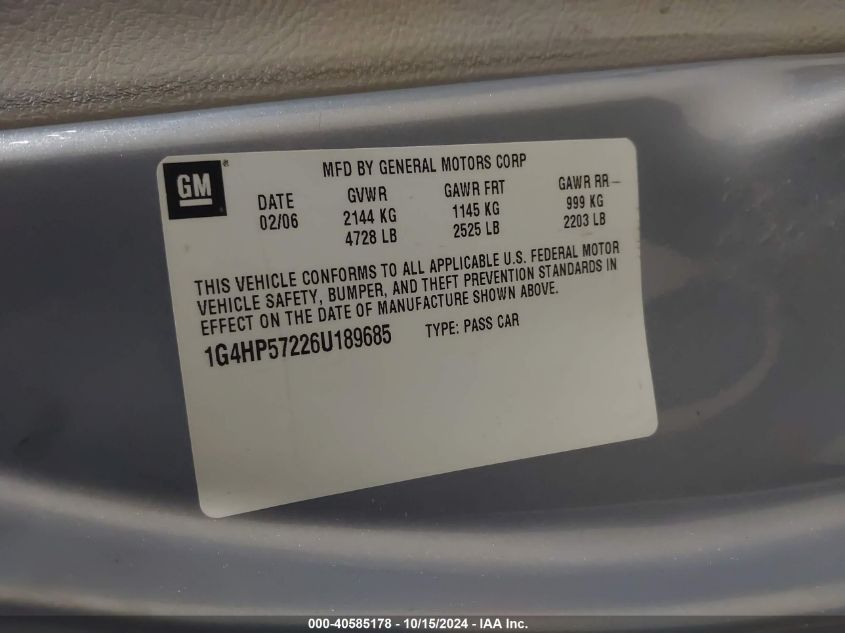 MFD BY GENERAL MOTORS CORP
GM®
DATE GVWR GAWR FRT GAWR RR
02/06 2144 KG 1145 KG 999 KG
4728 LB 2525 LB 2203 LB
THIS VEHICLE CONFORMS TO ALL APPLICABLE U.S. FEDERAL MOTOR
VEHICLE SAFETY, BUMPER, AND THEFT PREVENTION STANDARDS IN
EFFECT ON THE DATE OF MANUFACTURE SHOWN ABOVE.
1G4HP57226U189685 TYPE: PASS CAR
000-40585178 - 10/15/2024 - IAA Inc.